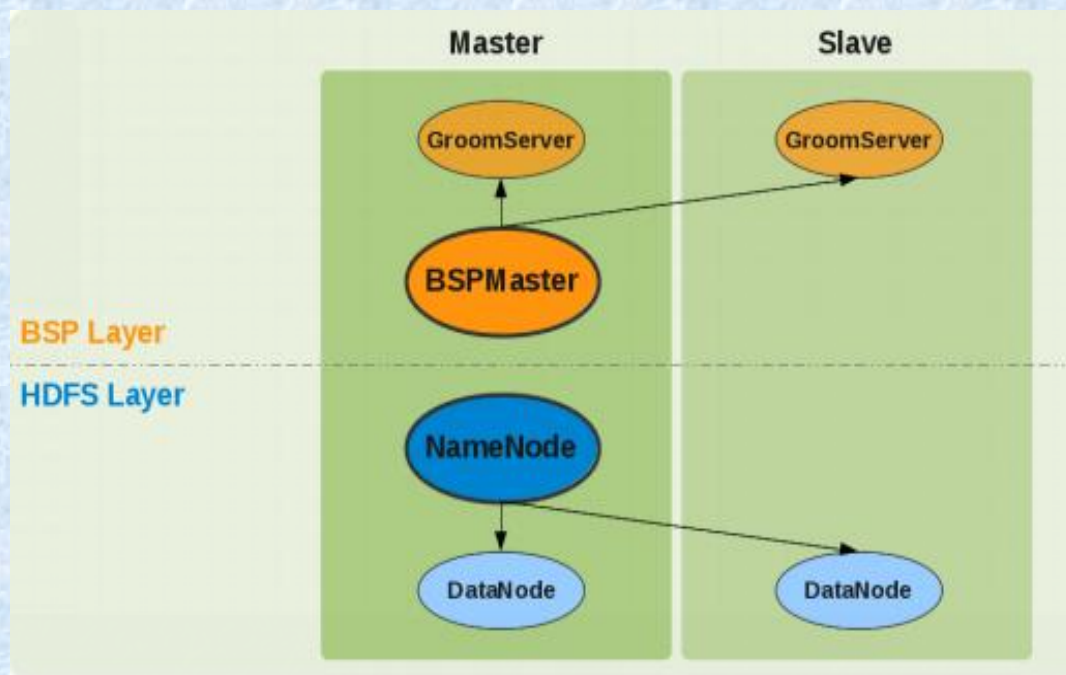 Master Slave
GroomServer GroomServer
BSPMaster
BSP Layer
HDFS Layer
NameNode
DataNode DataNode